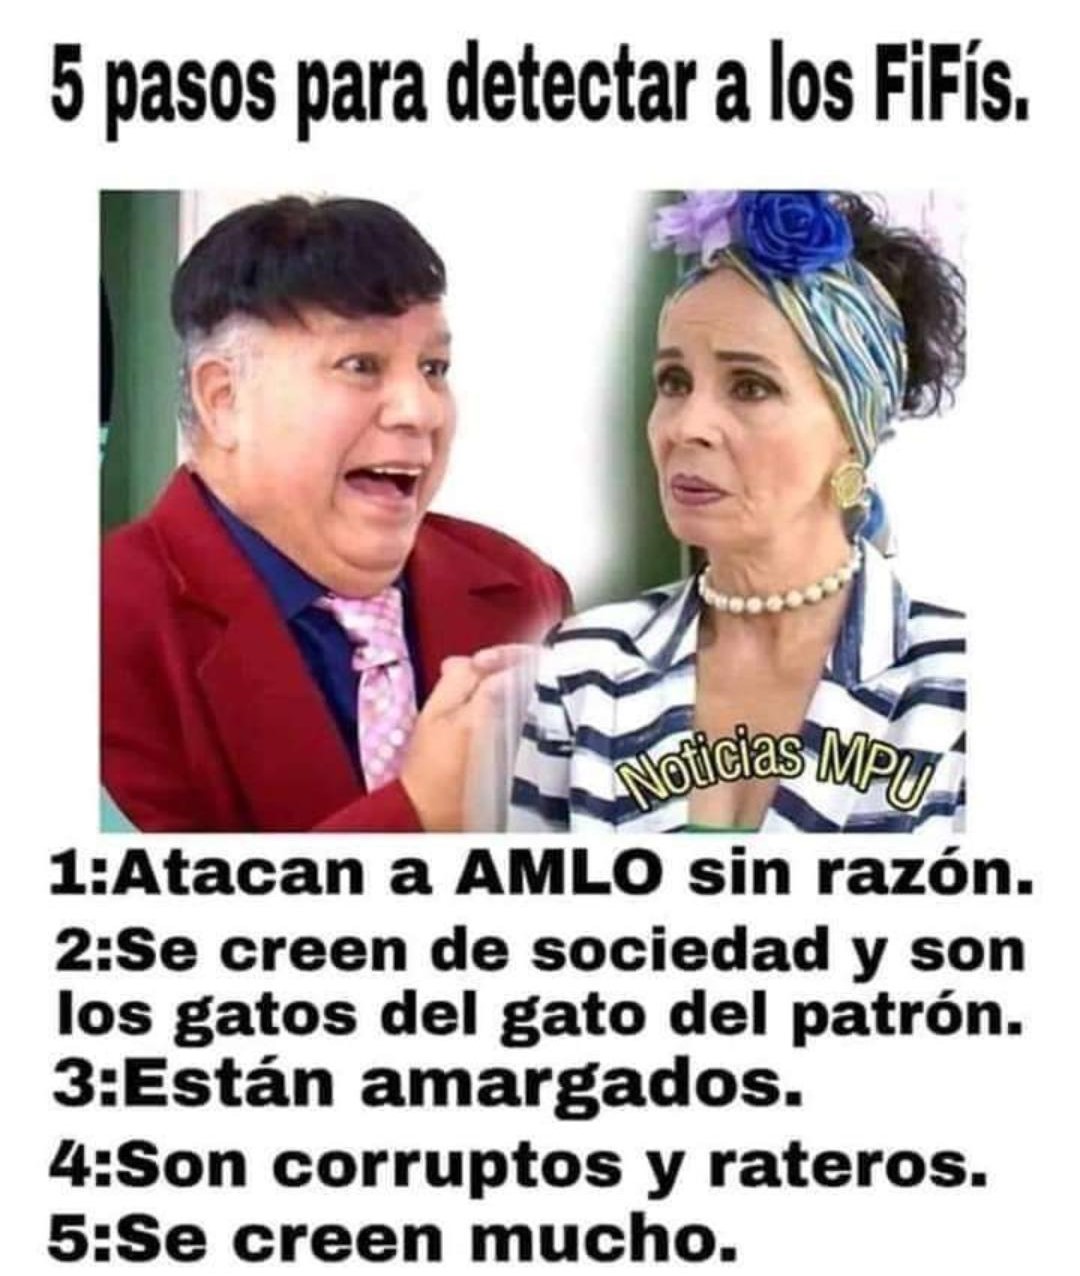 5 pasos para detectar a los FiFís.
Noticias MPU
1:Atacan a AMLO sin razón.
2:Se creen de sociedad y son
los gatos del gato del patrón.
3:Están amargados.
4:Son corruptos y rateros.
5:Se creen mucho.